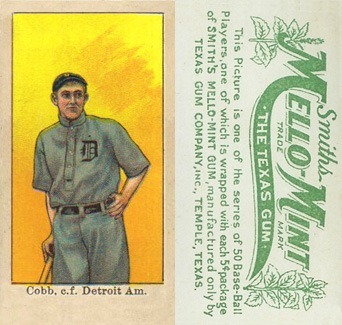 D
Cobb, c.f. Detroit Am.
Smith's
MELLO-MINT
TRADE MARK
"THE TEXAS GUM."
This Picture is one of the series of 50 Base-Ball
Players, one of which is wrapped with each 5¢ package
of SMITH'S MELLO-MINT GUM, manufactured only by
TEXAS GUM COMPANY, INC., TEMPLE, TEXAS.